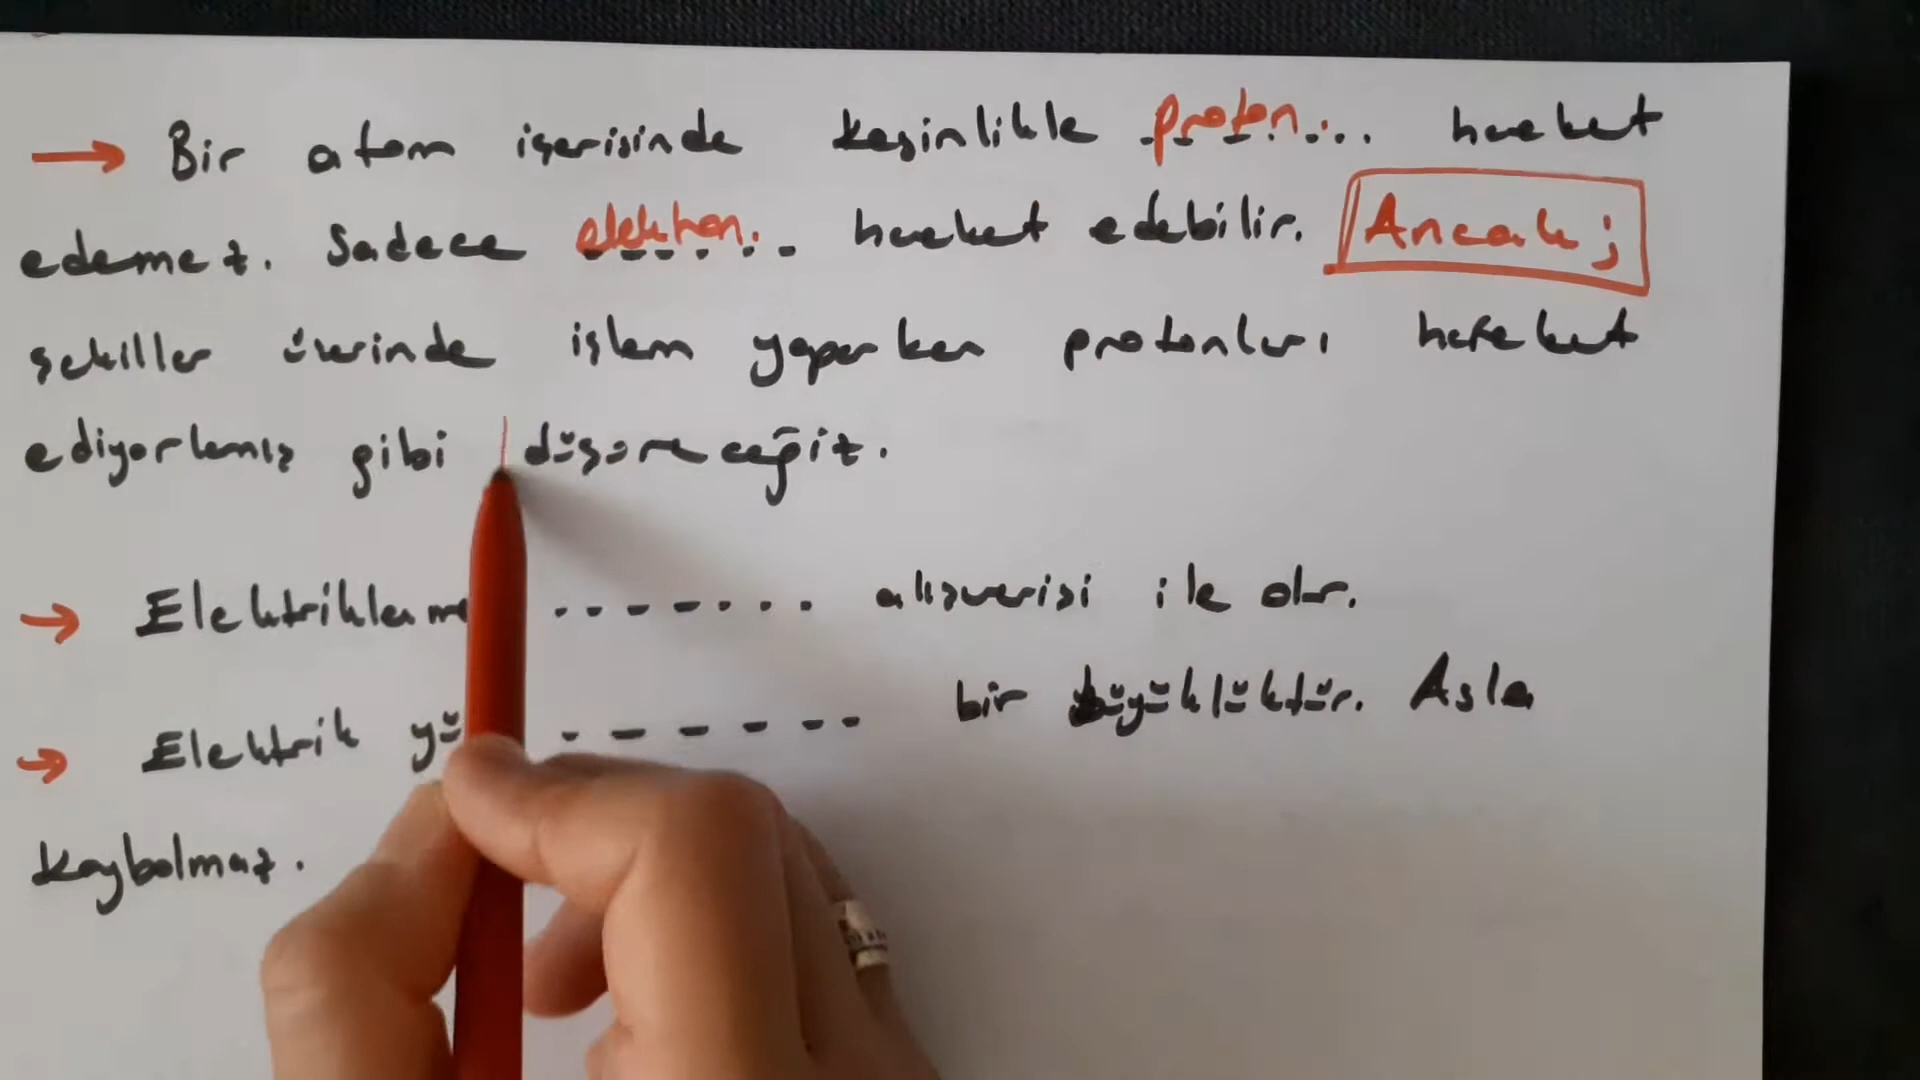 → Bir atom içerisinde kesinlikle proton.... hareket
edemez. Sadece elektron. hareket edebilir. Ancak;
şekiller üzerinde işlem yaparken protonları hareket
ediyorlarmış gibi düşüneceğiz.
→ Elektriklenme ....... alışverişi ile olur.
→ Elektrik ....... bir büyüklüktür. Asla
kaybolmaz.